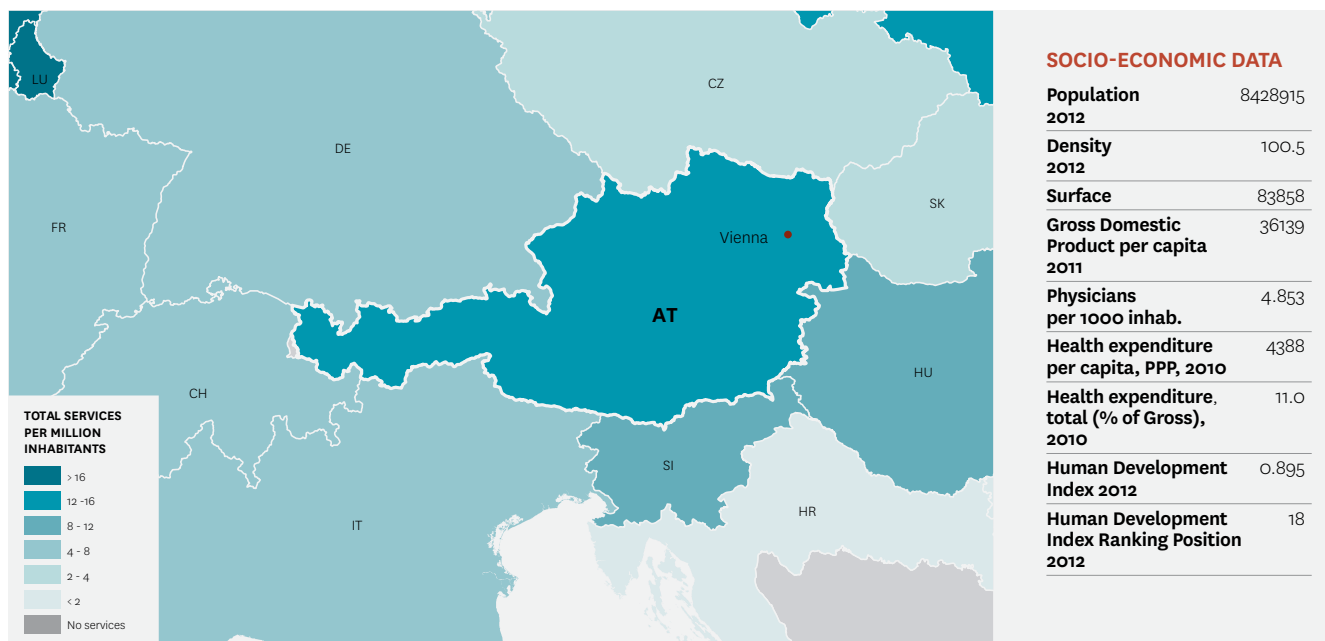 LU
CZ
DE
SK
FR
Vienna
AT
HU
CH
SI
HR
IT
TOTAL SERVICES
PER MILLION
INHABITANTS
> 16
12 -16
8 - 12
4 - 8
2 - 4
< 2
No services
SOCIO-ECONOMIC DATA
Population 8428915
2012
Density 100.5
2012
Surface 83858
Gross Domestic 36139
Product per capita
2011
Physicians 4.853
per 1000 inhab.
Health expenditure 4388
per capita, PPP, 2010
Health expenditure, 11.0
total (% of Gross),
2010
Human Development 0.895
Index 2012
Human Development 18
Index Ranking Position
2012